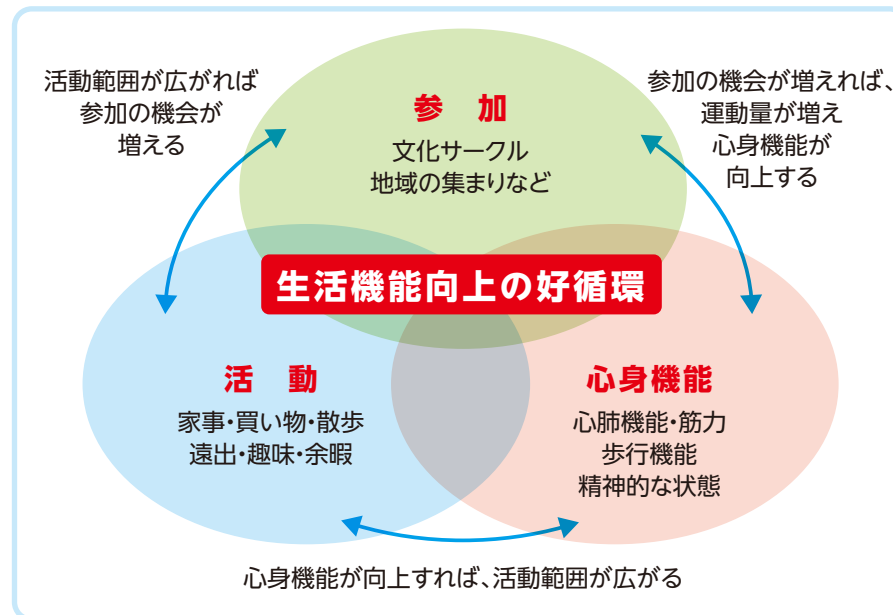 活動範囲が広がれば
参加の機会が
増える
参加の機会が増えれば、
運動量が増え
心身機能が
向上する
参　加
文化サークル
地域の集まりなど
生活機能向上の好循環
活　動
家事・買い物・散歩
遠出・趣味・余暇
心身機能
心肺機能・筋力
歩行機能
精神的な状態
心身機能が向上すれば、活動範囲が広がる